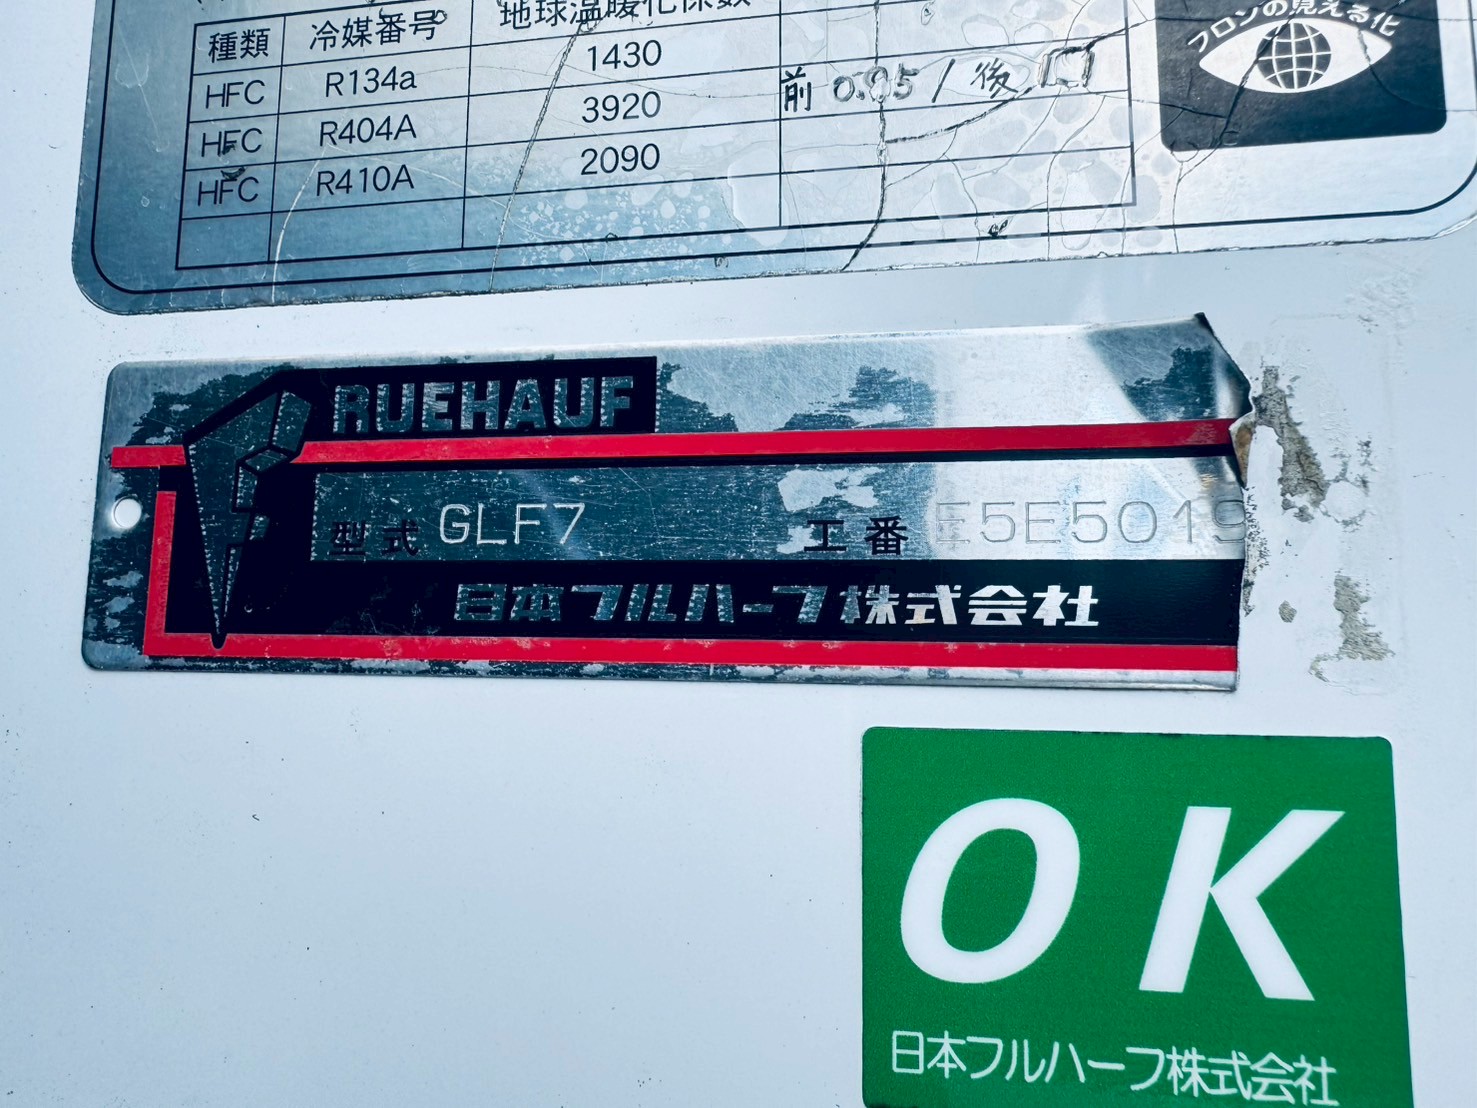 種類 冷媒番号 地球温暖化係数
HFC R134a 1430
HFC R404A 3920 前 0.85 / 後
HFC R410A 2090
フロンの見える化
FRUEHAUF
型式 GLF7 工番 E5E5019
日本フルハーフ株式会社
OK
日本フルハーフ株式会社